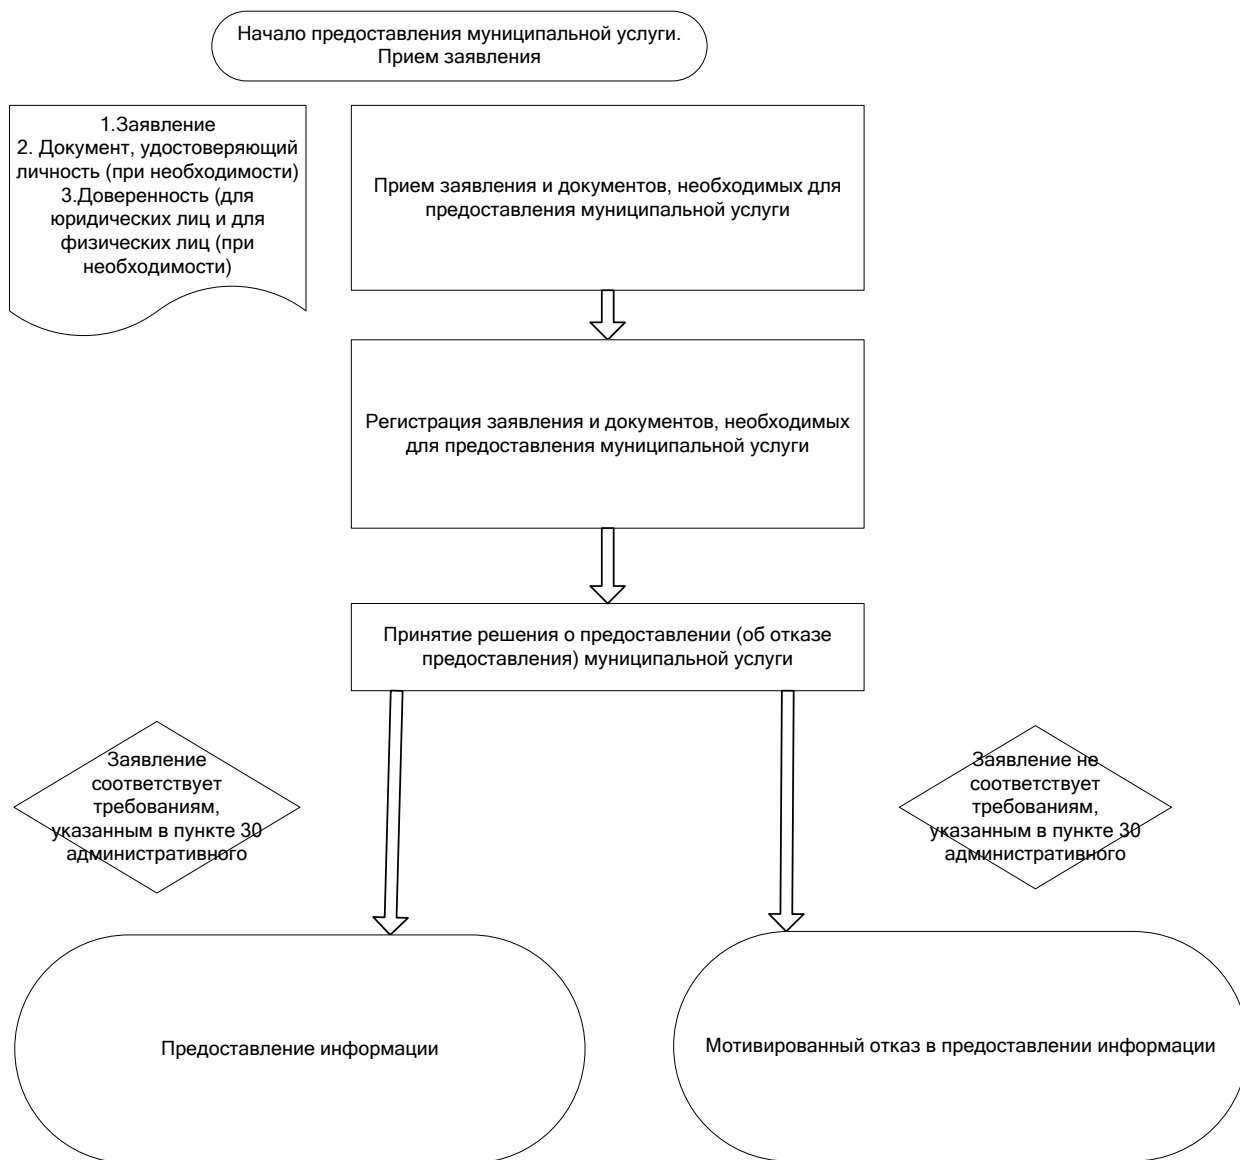 Начало предоставления муниципальной услуги.
Прием заявления
1.Заявление
2. Документ, удостоверяющий
личность (при необходимости)
3.Доверенность (для
юридических лиц и для
физических лиц (при
необходимости)
Прием заявления и документов, необходимых для
предоставления муниципальной услуги
Регистрация заявления и документов, необходимых
для предоставления муниципальной услуги
Принятие решения о предоставлении (об отказе
предоставления) муниципальной услуги
Заявление
соответствует
требованиям,
указанным в пункте 30
административного
Заявление не
соответствует
требованиям,
указанным в пункте 30
административного
Предоставление информации
Мотивированный отказ в предоставлении информации